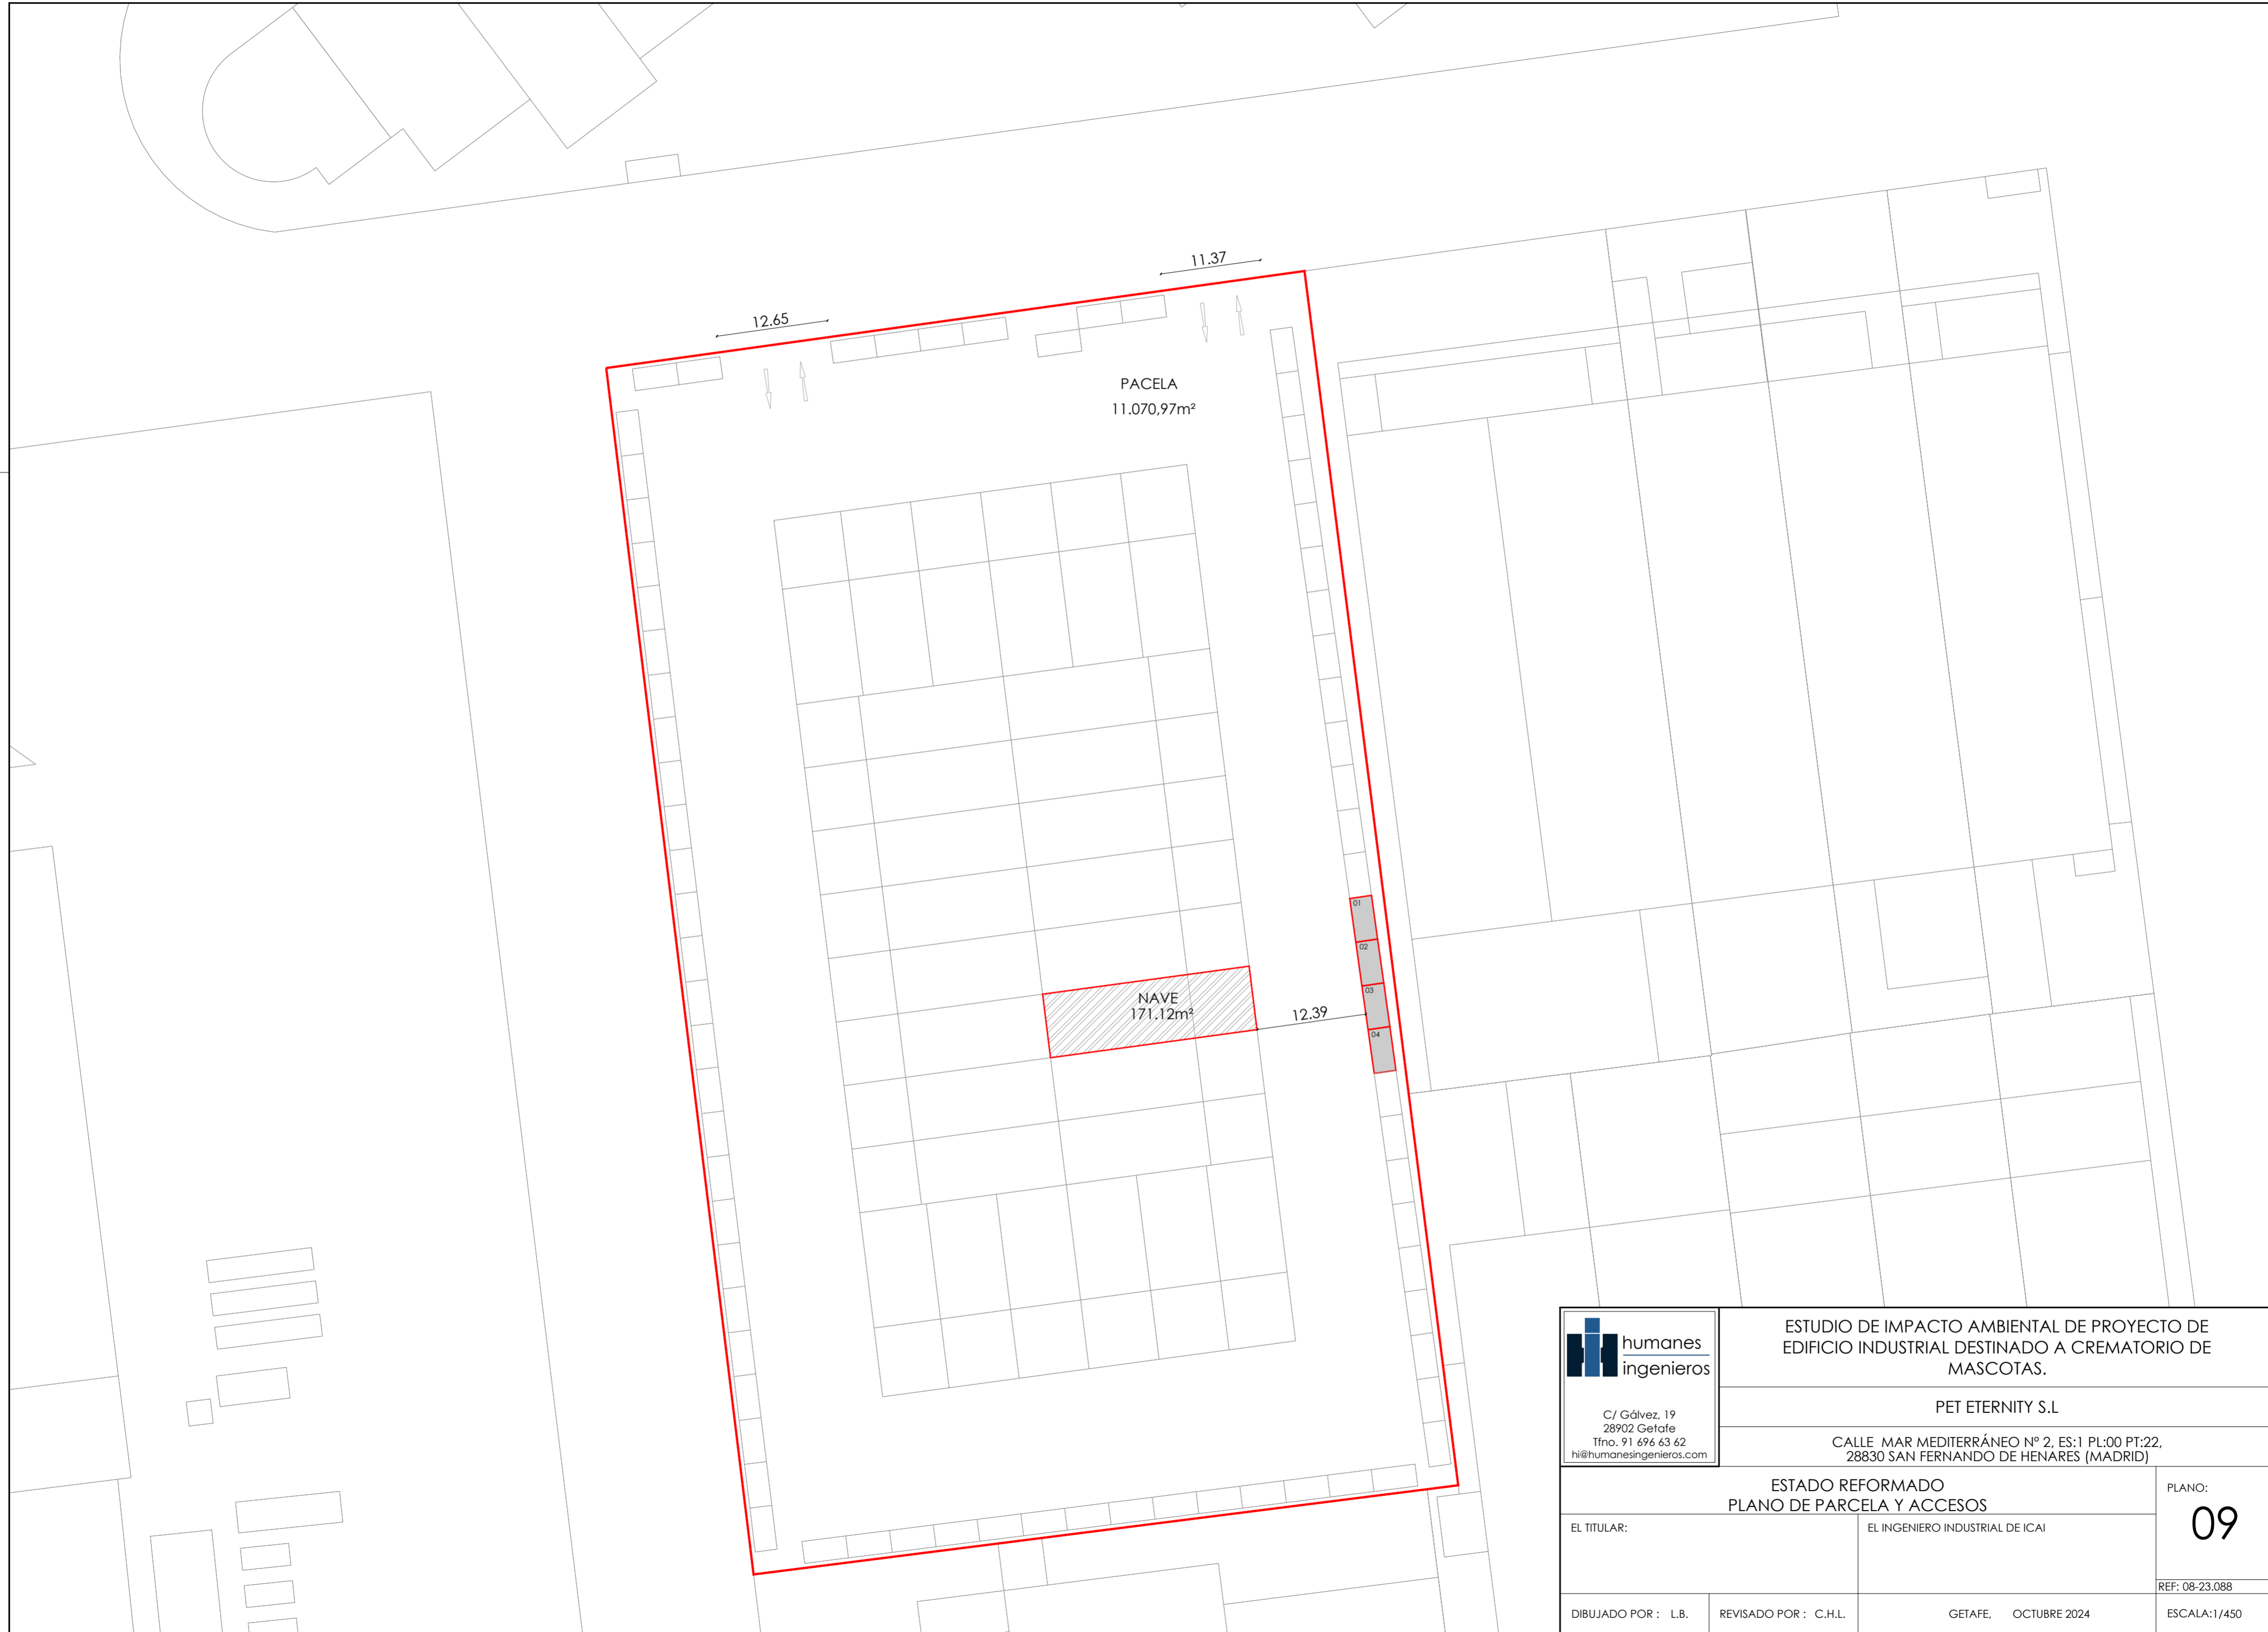 11.37
12.65
PACELA
11.070,97m²
01
02
03
04
NAVE
171.12m²
12.39
humanes
ingenieros
C/ Gálvez, 19
28902 Getafe
Tfno. 91 696 63 62
hi@humanesingenieros.com
ESTUDIO DE IMPACTO AMBIENTAL DE PROYECTO DE
EDIFICIO INDUSTRIAL DESTINADO A CREMATORIO DE
MASCOTAS.
PET ETERNITY S.L
CALLE MAR MEDITERRÁNEO Nº 2, ES:1 PL:00 PT:22,
28830 SAN FERNANDO DE HENARES (MADRID)
ESTADO REFORMADO
PLANO DE PARCELA Y ACCESOS
PLANO:
09
EL TITULAR:
EL INGENIERO INDUSTRIAL DE ICAI
REF: 08-23.088
DIBUJADO POR : L.B.
REVISADO POR : C.H.L.
GETAFE, OCTUBRE 2024
ESCALA:1/450